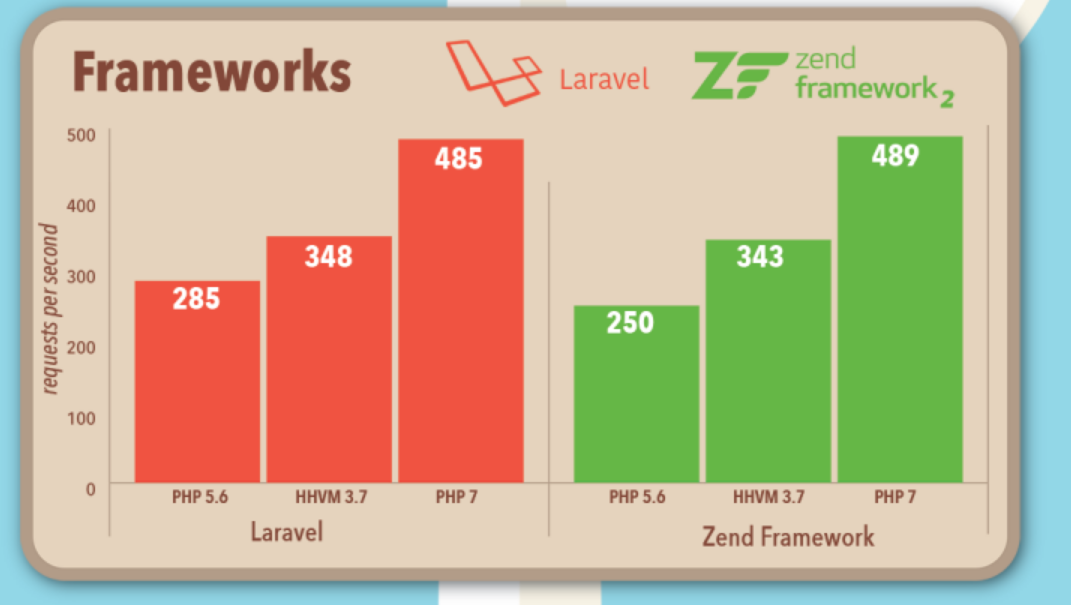 Frameworks
Laravel
zend
framework 2
requests per second
500
400
300
200
100
0
285
348
485
250
343
489
PHP 5.6
HHVM 3.7
PHP 7
PHP 5.6
HHVM 3.7
PHP 7
Laravel
Zend Framework